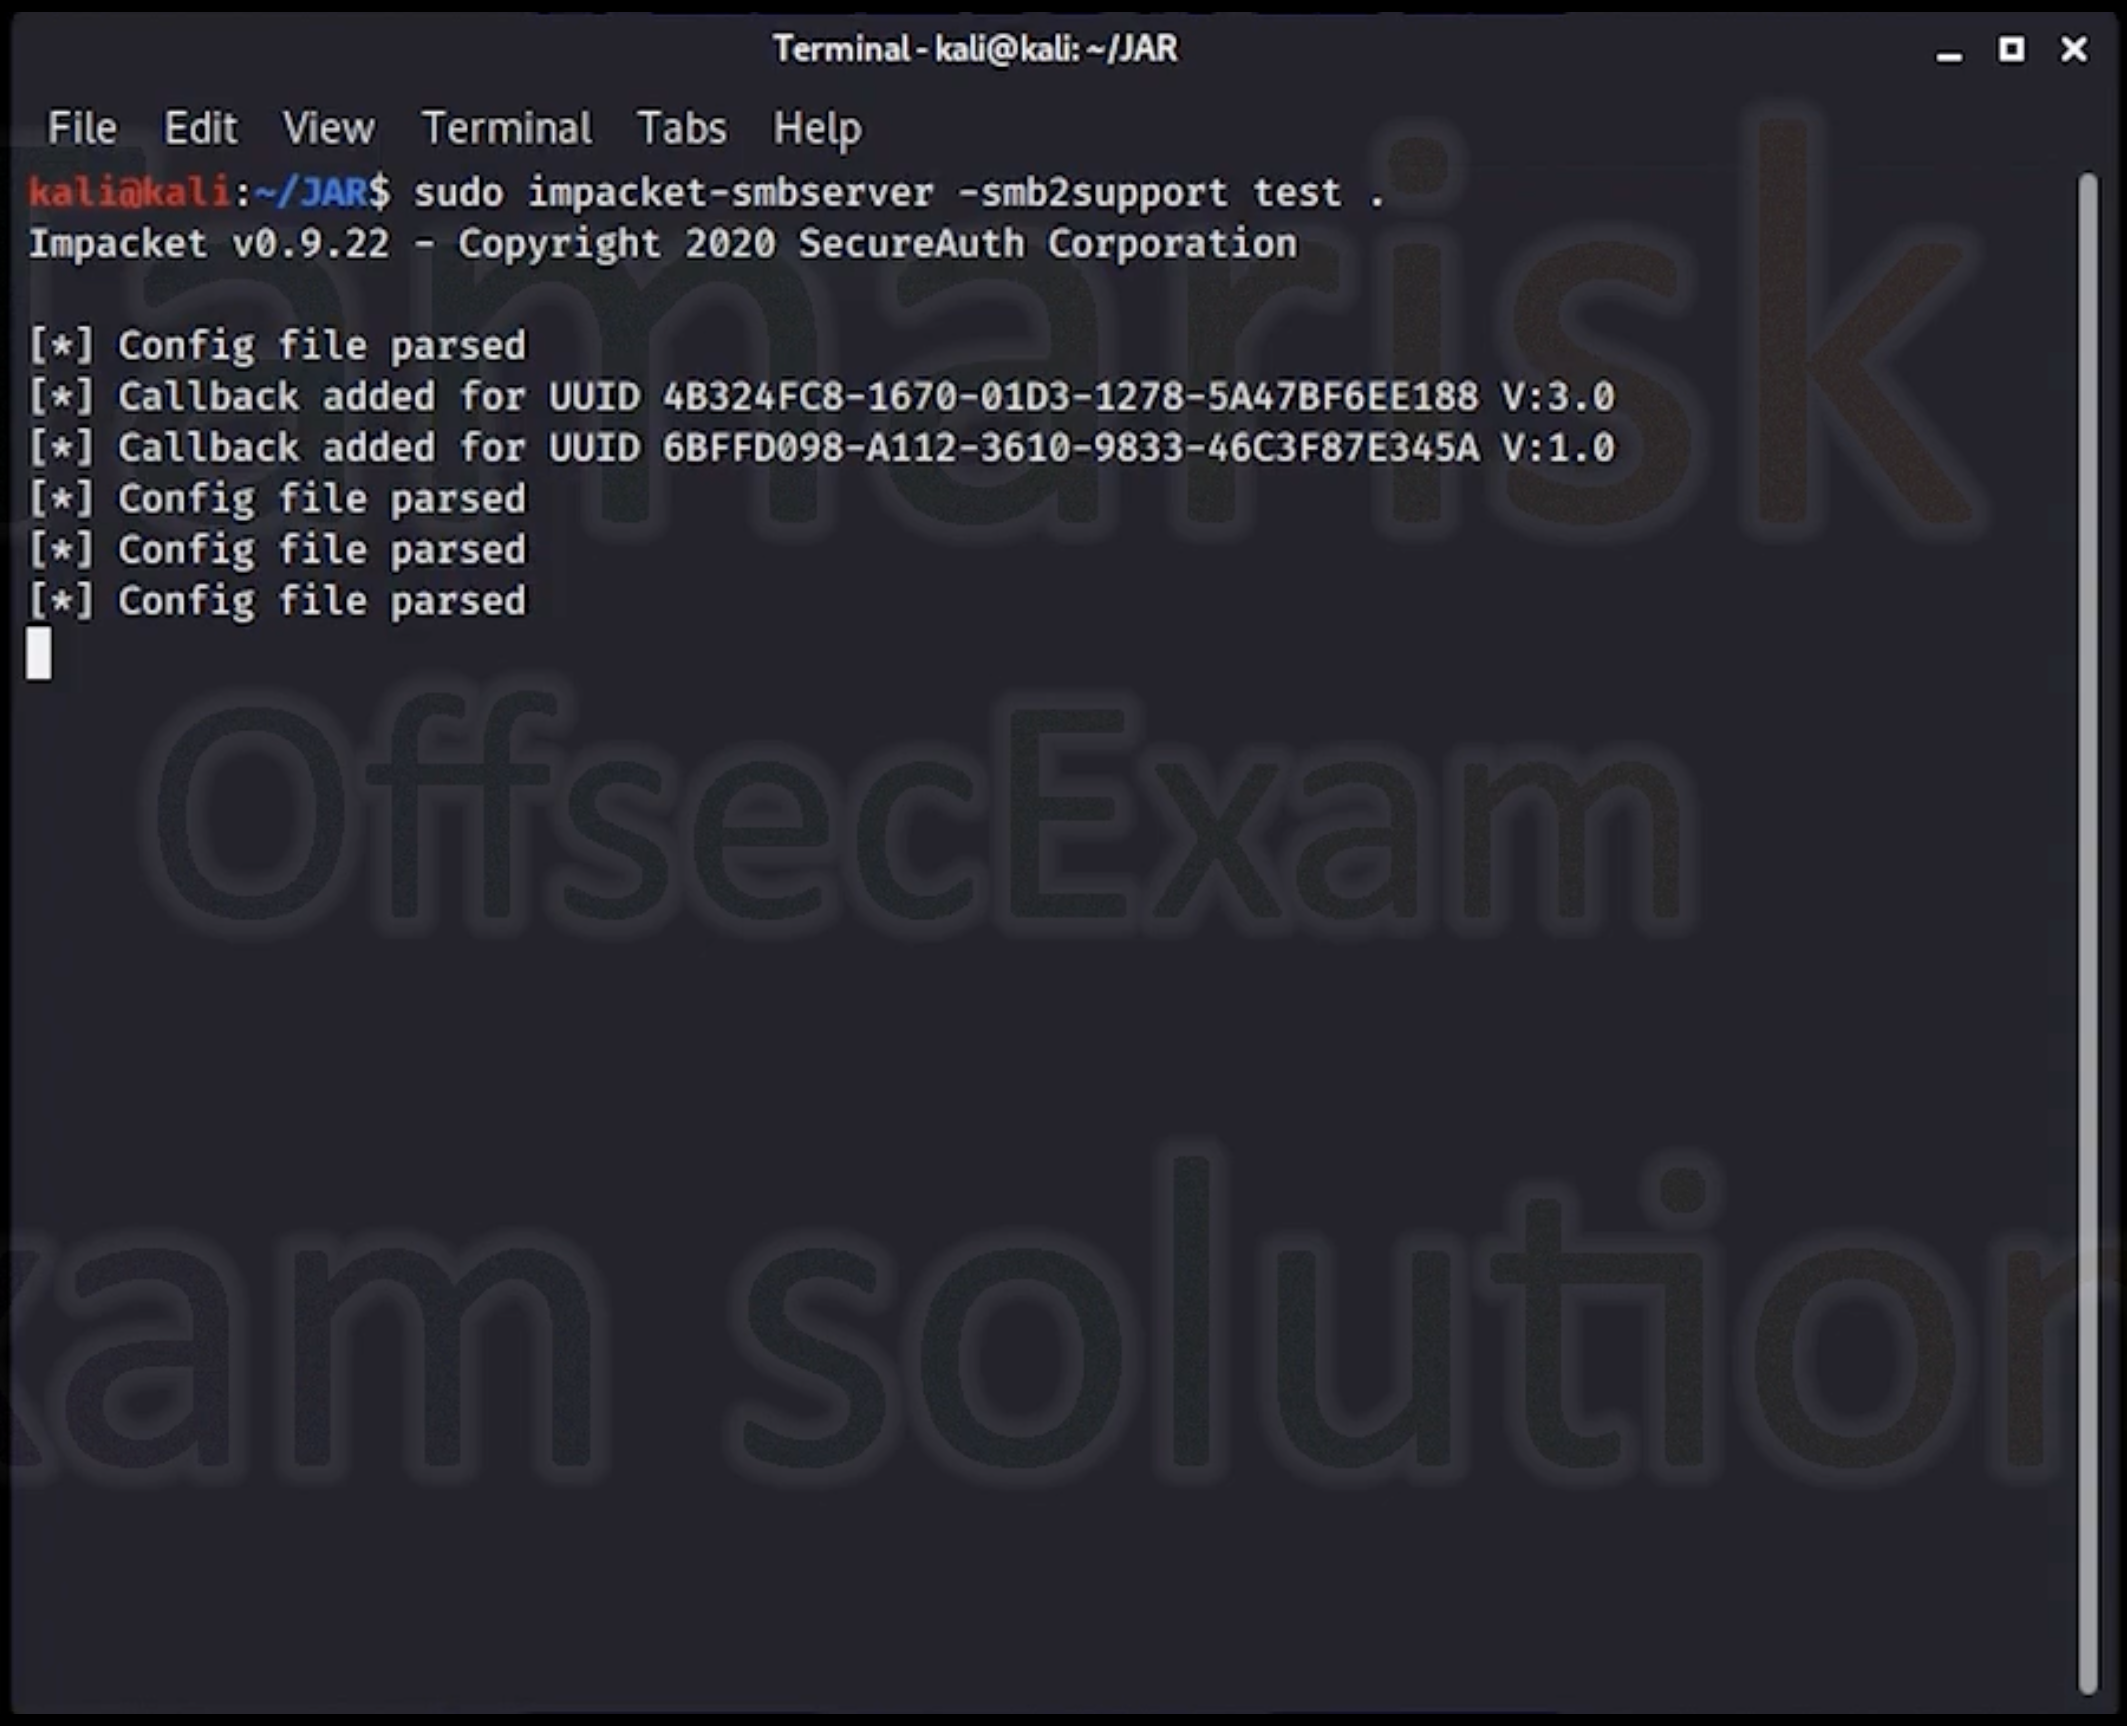 Terminal - kali@kali: ~/JAR
File Edit View Terminal Tabs Help
kali@kali:~/JAR$ sudo impacket-smbserver -smb2support test .
Impacket v0.9.22 - Copyright 2020 SecureAuth Corporation
[*] Config file parsed
[*] Callback added for UUID 4B324FC8-1670-01D3-1278-5A47BF6EE188 V:3.0
[*] Callback added for UUID 6BFFD098-A112-3610-9833-46C3F87E345A V:1.0
[*] Config file parsed
[*] Config file parsed
[*] Config file parsed
Tamarisk
OffsecExam
xam solution